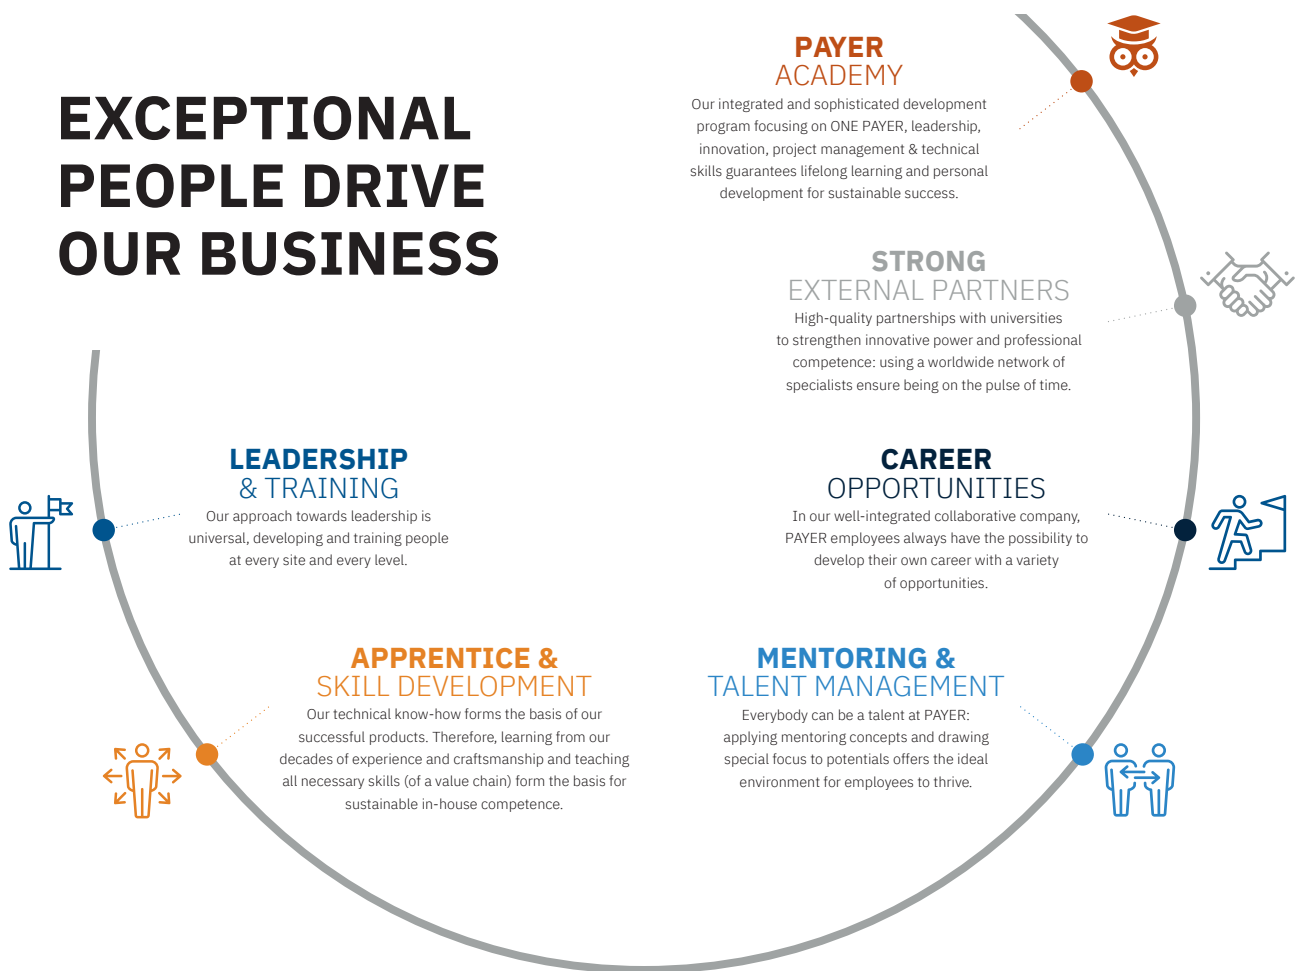 EXCEPTIONAL
PEOPLE DRIVE
OUR BUSINESS
PAYER
ACADEMY
Our integrated and sophisticated development
program focusing on ONE PAYER, leadership,
innovation, project management & technical
skills guarantees lifelong learning and personal
development for sustainable success.
STRONG
EXTERNAL PARTNERS
High-quality partnerships with universities
to strengthen innovative power and professional
competence: using a worldwide network of
specialists ensure being on the pulse of time.
LEADERSHIP
& TRAINING
Our approach towards leadership is
universal, developing and training people
at every site and every level.
CAREER
OPPORTUNITIES
In our well-integrated collaborative company,
PAYER employees always have the possibility to
develop their own career with a variety
of opportunities.
APPRENTICE &
SKILL DEVELOPMENT
Our technical know-how forms the basis of our
successful products. Therefore, learning from our
decades of experience and craftsmanship and teaching
all necessary skills (of a value chain) form the basis for
sustainable in-house competence.
MENTORING &
TALENT MANAGEMENT
Everybody can be a talent at PAYER:
applying mentoring concepts and drawing
special focus to potentials offers the ideal
environment for employees to thrive.